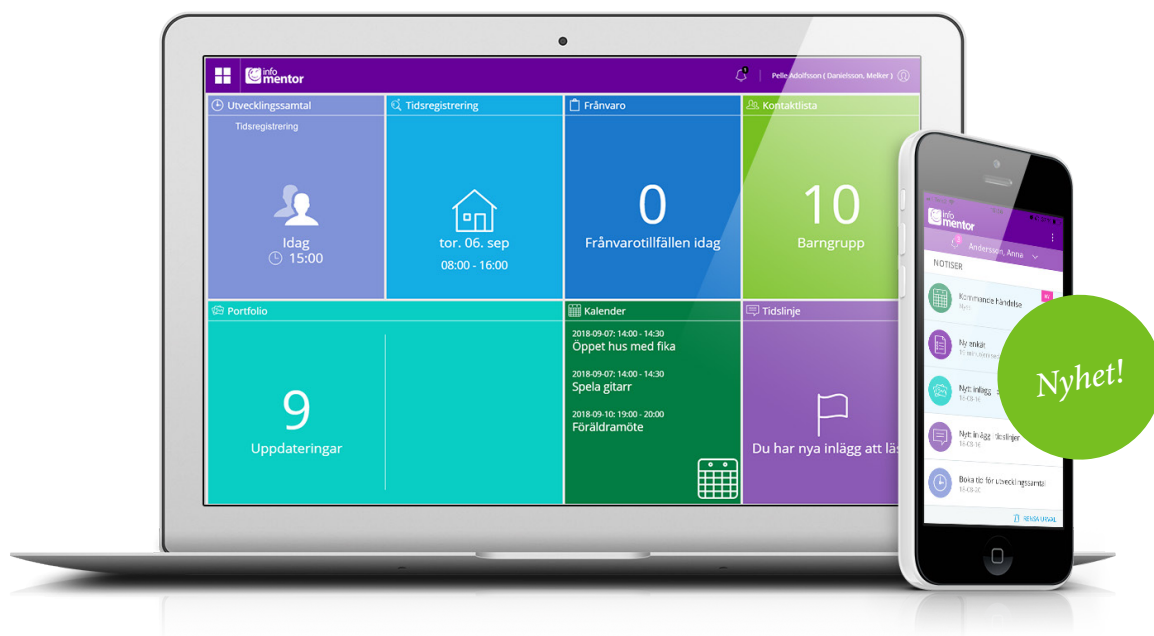 info
mentor
1
Pelle Adolfsson ( Danielsson, Melker )
Utvecklingssamtal
Tidsregistrering
Idag
15:00
Tidsregistrering
tor. 06. sep
08:00 - 16:00
Frånvaro
0
Frånvarotillfällen idag
Kontaktlista
10
Barngrupp
Portfolio
9
Uppdateringar
Kalender
2018-09-07: 14:00 - 14:30
Öppet hus med fika
2018-09-07: 14:00 - 14:30
Spela gitarr
2018-09-10: 19:00 - 20:00
Föräldramöte
Tidslinje
Du har nya inlägg att läs
info
mentor
Andersson, Anna
NOTISER
Kommande händelse
Ny enkät
Nytt inlägg
Nytt inlägg tidslinjer
Boka tid för utvecklingssamtal
RENSA URVAL
Nyhet!